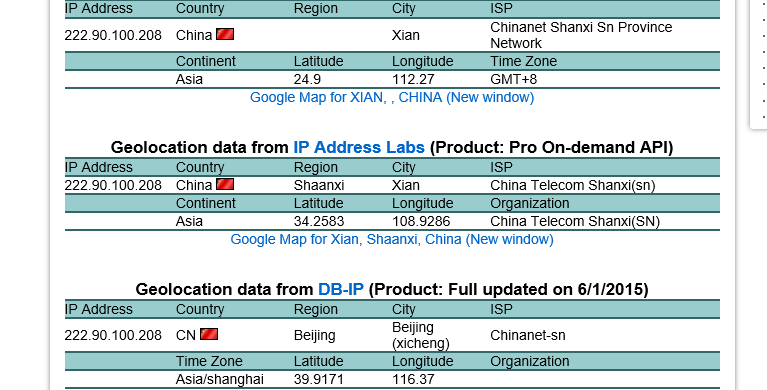 IP Address Country Region City ISP
222.90.100.208 China Xian Chinanet Shanxi Sn Province
Network
Continent Latitude Longitude Time Zone
Asia 24.9 112.27 GMT+8
Google Map for XIAN, , CHINA (New window)
Geolocation data from IP Address Labs (Product: Pro On-demand API)
IP Address Country Region City ISP
222.90.100.208 China Shaanxi Xian China Telecom Shanxi(sn)
Continent Latitude Longitude Organization
Asia 34.2583 108.9286 China Telecom Shanxi(SN)
Google Map for Xian, Shaanxi, China (New window)
Geolocation data from DB-IP (Product: Full updated on 6/1/2015)
IP Address Country Region City ISP
222.90.100.208 CN Beijing Beijing
(xicheng) Chinanet-sn
Time Zone Latitude Longitude Organization
Asia/shanghai 39.9171 116.37